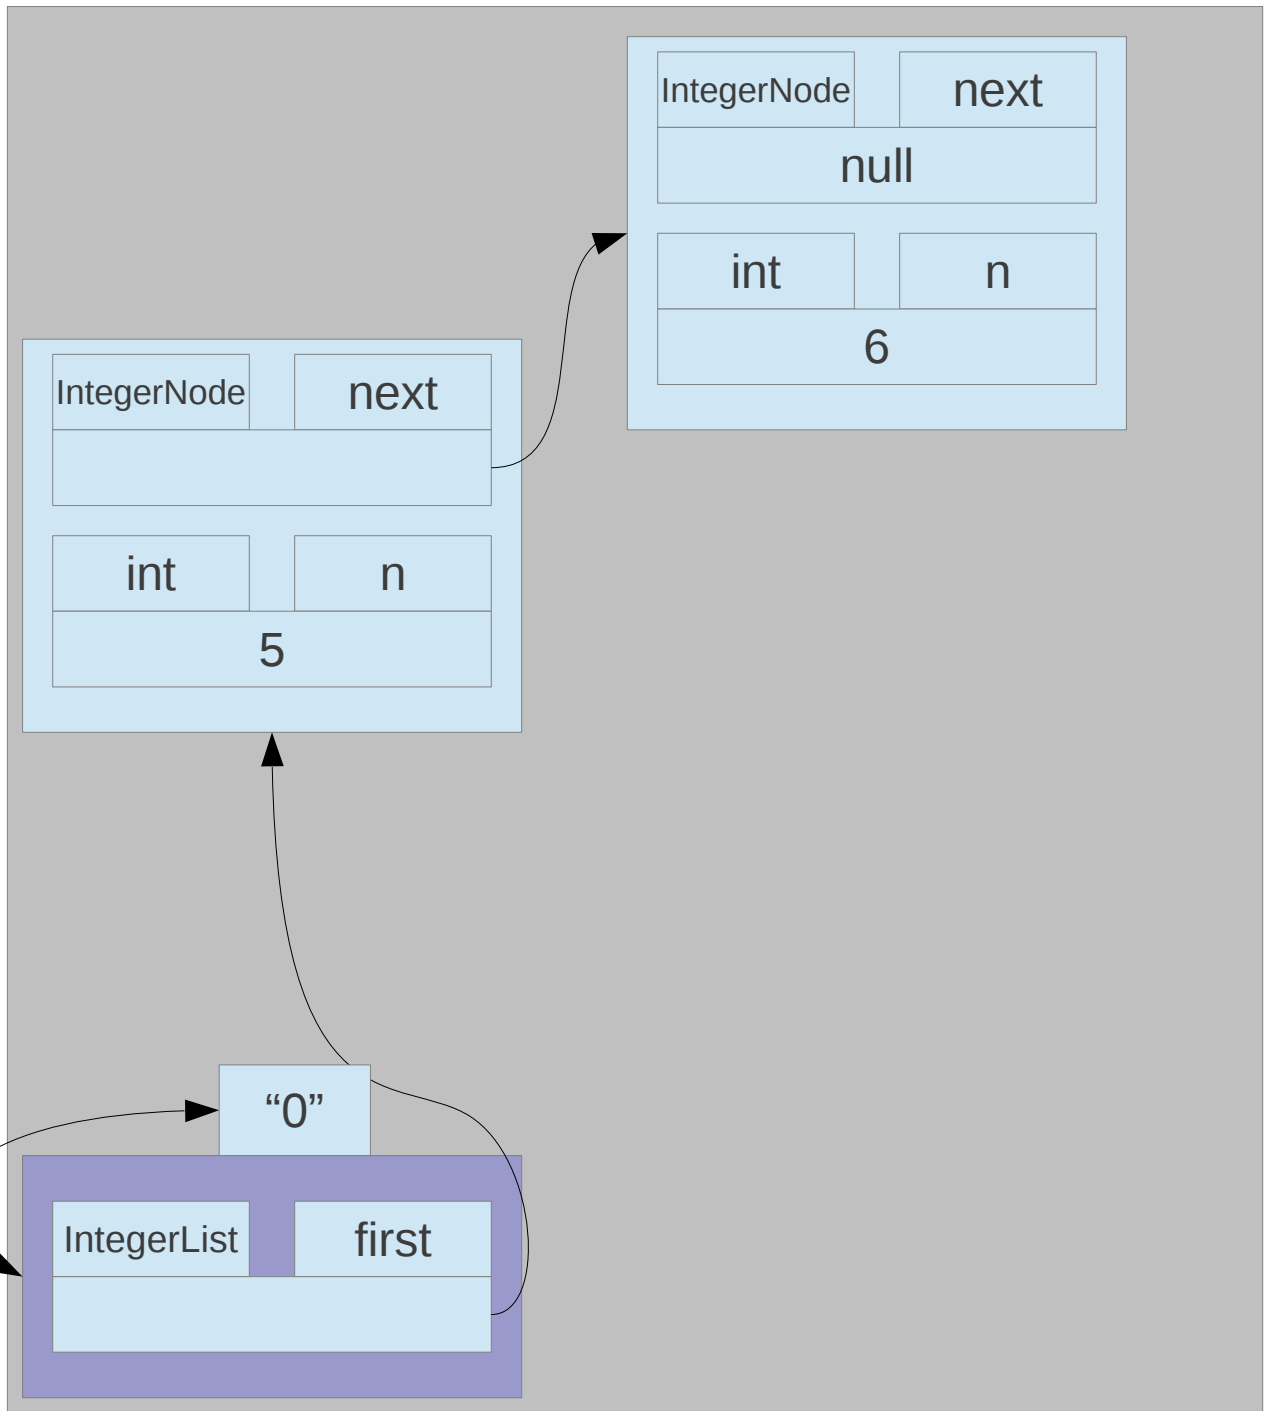 IntegerNode next
null
int n
6
IntegerNode next
int n
5
“0”
IntegerList first